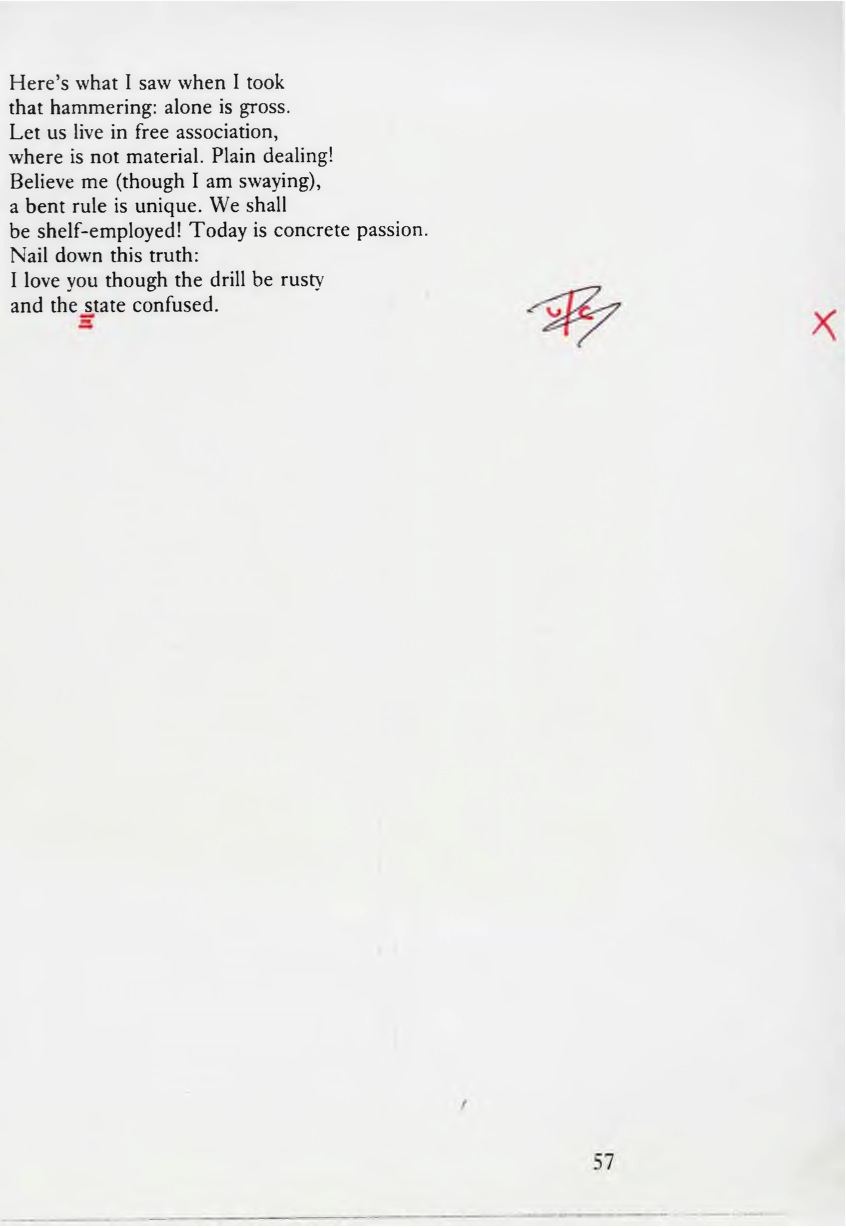 Here's what I saw when I took
that hammering: alone is gross.
Let us live in free association,
where is not material. Plain dealing!
Believe me (though I am swaying),
a bent rule is unique. We shall
be shelf-employed! Today is concrete passion.
Nail down this truth:
I love you though the drill be rusty
and the state confused.
u/c
X
57